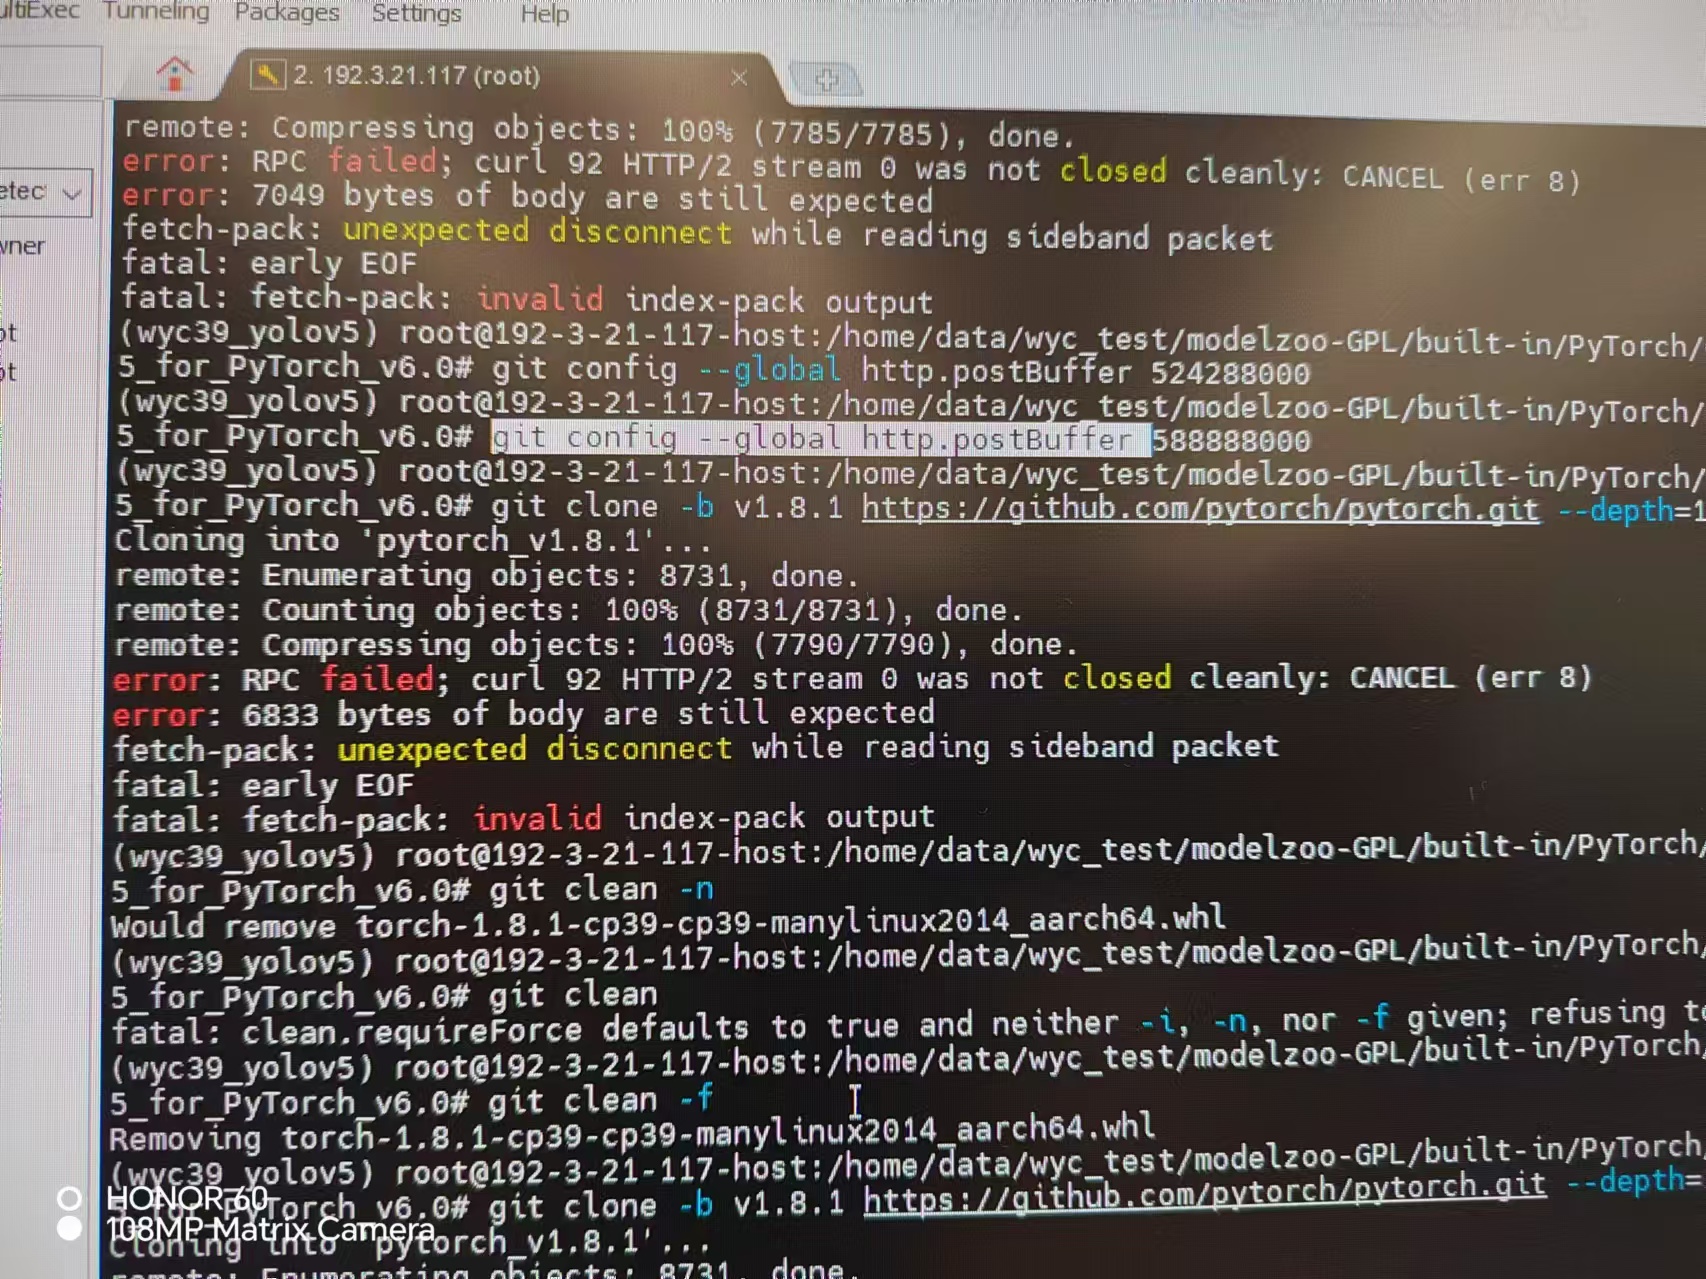 Tunneling Packages Settings Help
2. 192.3.21.117 (root)
remote: Compressing objects: 100% (7785/7785), done.
error: RPC failed; curl 92 HTTP/2 stream 0 was not closed cleanly: CANCEL (err 8)
error: 7049 bytes of body are still expected
fetch-pack: unexpected disconnect while reading sideband packet
fatal: early EOF
fatal: fetch-pack: invalid index-pack output
(wyc39_yolov5) root@192-3-21-117-host:/home/data/wyc_test/modelzoo-GPL/built-in/PyTorch/
5_for_PyTorch_v6.0# git config --global http.postBuffer 524288000
(wyc39_yolov5) root@192-3-21-117-host:/home/data/wyc_test/modelzoo-GPL/built-in/PyTorch/
5_for_PyTorch_v6.0# git config --global http.postBuffer 588888000
(wyc39_yolov5) root@192-3-21-117-host:/home/data/wyc_test/modelzoo-GPL/built-in/PyTorch/
5_for_PyTorch_v6.0# git clone -b v1.8.1 https://github.com/pytorch/pytorch.git --depth=1
Cloning into 'pytorch_v1.8.1'...
remote: Enumerating objects: 8731, done.
remote: Counting objects: 100% (8731/8731), done.
remote: Compressing objects: 100% (7790/7790), done.
error: RPC failed; curl 92 HTTP/2 stream 0 was not closed cleanly: CANCEL (err 8)
error: 6833 bytes of body are still expected
fetch-pack: unexpected disconnect while reading sideband packet
fatal: early EOF
fatal: fetch-pack: invalid index-pack output
(wyc39_yolov5) root@192-3-21-117-host:/home/data/wyc_test/modelzoo-GPL/built-in/PyTorch/
5_for_PyTorch_v6.0# git clean -n
Would remove torch-1.8.1-cp39-cp39-manylinux2014_aarch64.whl
(wyc39_yolov5) root@192-3-21-117-host:/home/data/wyc_test/modelzoo-GPL/built-in/PyTorch/
5_for_PyTorch_v6.0# git clean
fatal: clean.requireForce defaults to true and neither -i, -n, nor -f given; refusing
(wyc39_yolov5) root@192-3-21-117-host:/home/data/wyc_test/modelzoo-GPL/built-in/PyTorch/
5_for_PyTorch_v6.0# git clean -f
Removing torch-1.8.1-cp39-cp39-manylinux2014_aarch64.whl
(wyc39_yolov5) root@192-3-21-117-host:/home/data/wyc_test/modelzoo-GPL/built-in/PyTorch/
PyTorch_v6.0# git clone -b v1.8.1 https://github.com/pytorch/pytorch.git --depth=
Cloning into 'pytorch_v1.8.1'...
remote: Enumerating objects: 8731, done.
HONOR 60
108MP Matrix Camera